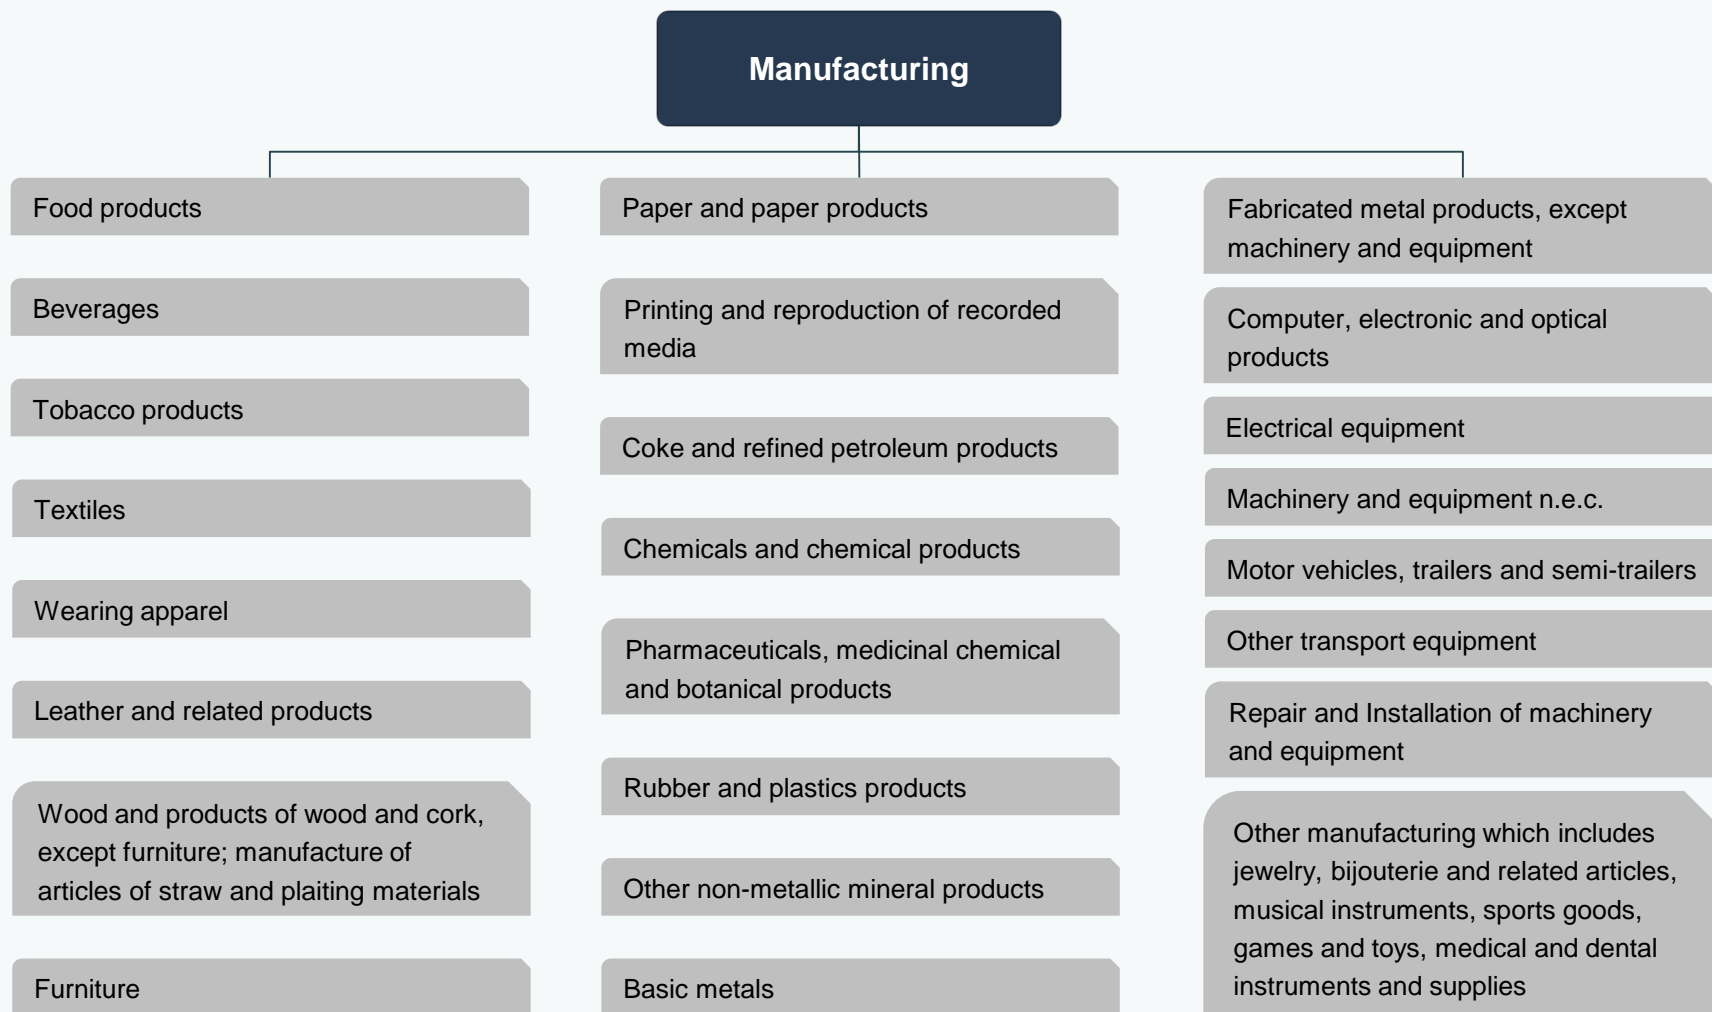 Manufacturing
Food products
Beverages
Tobacco products
Textiles
Wearing apparel
Leather and related products
Wood and products of wood and cork,
except furniture; manufacture of
articles of straw and plaiting materials
Furniture
Paper and paper products
Printing and reproduction of recorded
media
Coke and refined petroleum products
Chemicals and chemical products
Pharmaceuticals, medicinal chemical
and botanical products
Rubber and plastics products
Other non-metallic mineral products
Basic metals
Fabricated metal products, except
machinery and equipment
Computer, electronic and optical
products
Electrical equipment
Machinery and equipment n.e.c.
Motor vehicles, trailers and semi-trailers
Other transport equipment
Repair and Installation of machinery
and equipment
Other manufacturing which includes
jewelry, bijouterie and related articles,
musical instruments, sports goods,
games and toys, medical and dental
instruments and supplies